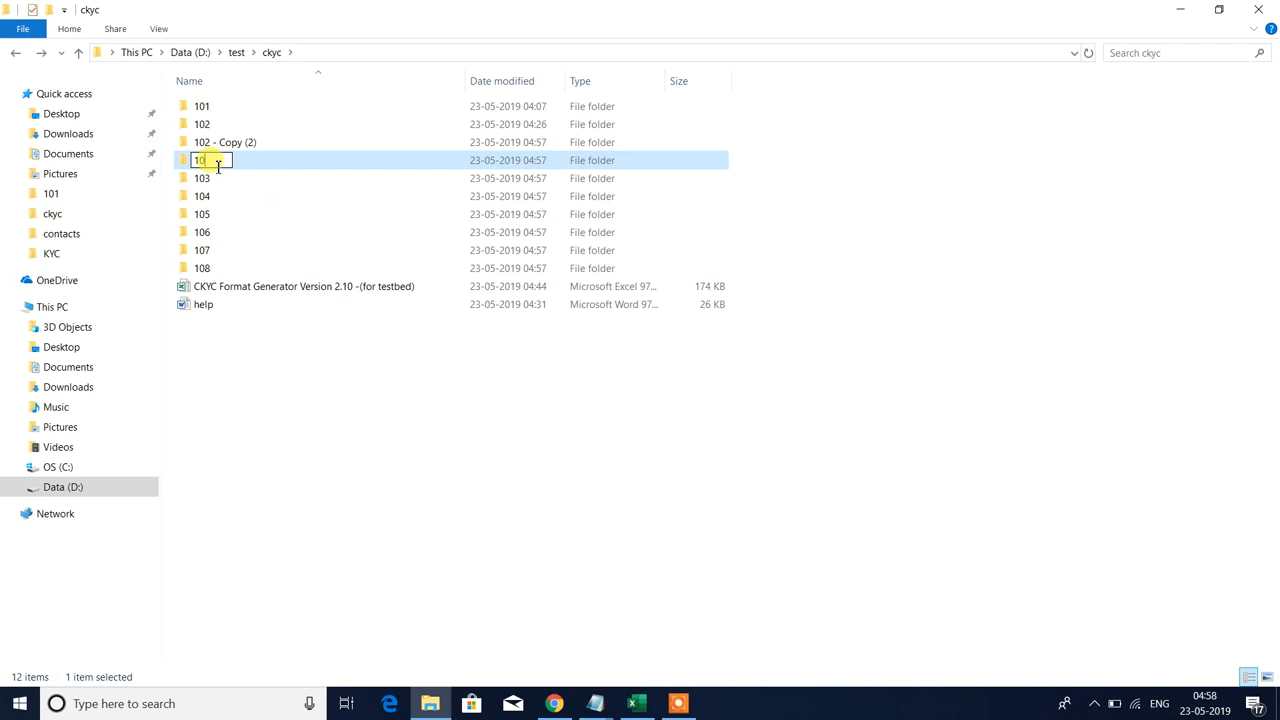 ckyc
File Home Share View
This PC Data (D:) test ckyc Search ckyc
Name Date modified Type Size
Quick access
Desktop
Downloads
Documents
Pictures
101
ckyc
contacts
KYC
OneDrive
This PC
3D Objects
Desktop
Documents
Downloads
Music
Pictures
Videos
OS (C:)
Data (D:)
Network
101 23-05-2019 04:07 File folder
102 23-05-2019 04:26 File folder
102 - Copy (2) 23-05-2019 04:57 File folder
10 23-05-2019 04:57 File folder
103 23-05-2019 04:57 File folder
104 23-05-2019 04:57 File folder
105 23-05-2019 04:57 File folder
106 23-05-2019 04:57 File folder
107 23-05-2019 04:57 File folder
108 23-05-2019 04:57 File folder
CKYC Format Generator Version 2.10 -(for testbed) 23-05-2019 04:44 Microsoft Excel 97... 174 KB
help 23-05-2019 04:31 Microsoft Word 97... 26 KB
12 items 1 item selected
Type here to search
ENG
04:58
23-05-2019
17